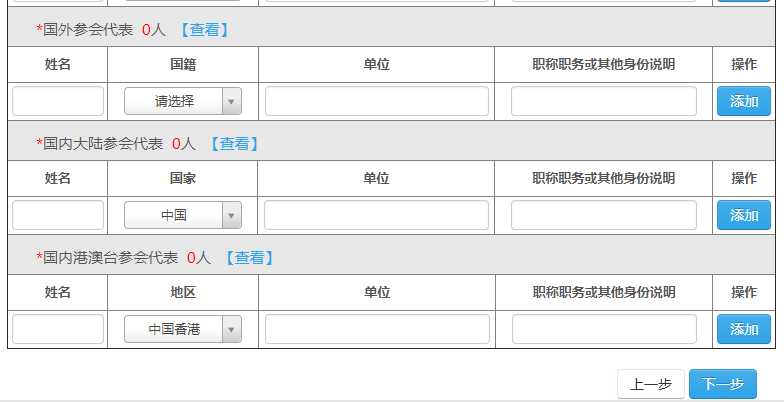 *国外参会代表 0人 【查看】
姓名 国籍 单位 职称职务或其他身份说明 操作
请选择 添加
*国内大陆参会代表 0人 【查看】
姓名 国家 单位 职称职务或其他身份说明 操作
中国 添加
*国内港澳台参会代表 0人 【查看】
姓名 地区 单位 职称职务或其他身份说明 操作
中国香港 添加
上一步 下一步